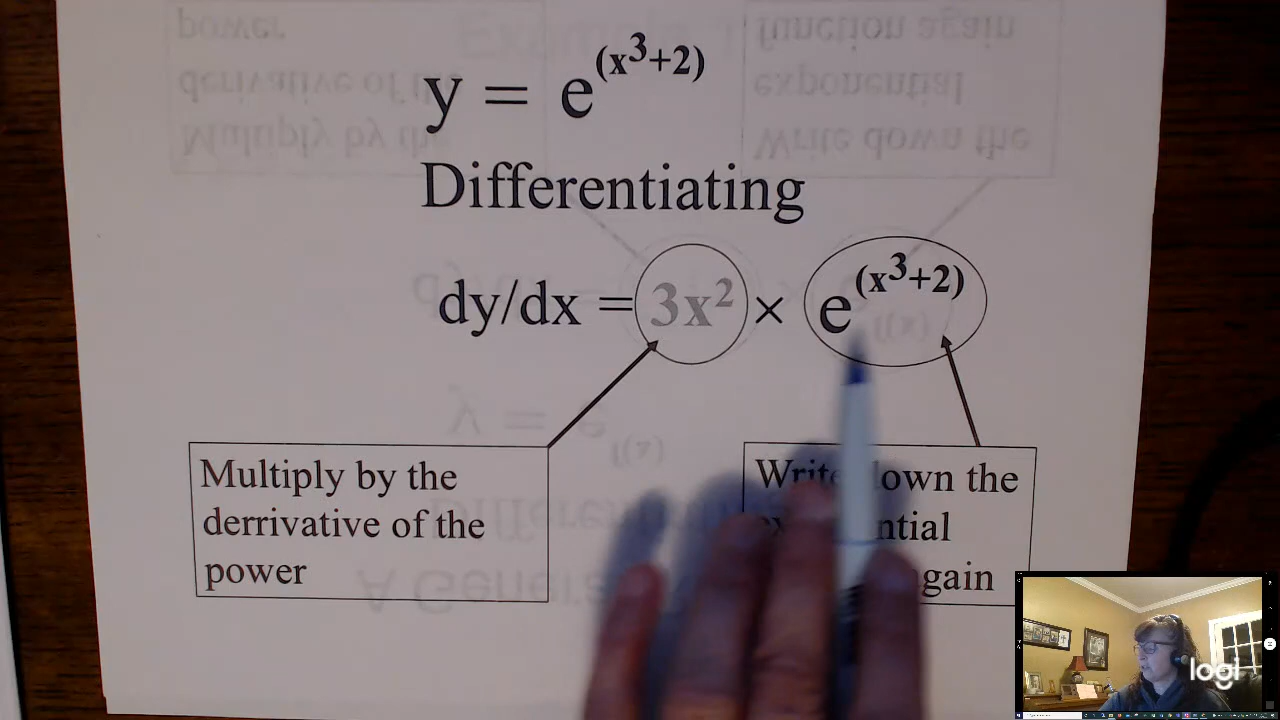 y = e^(x³+2)
Differentiating
dy/dx = 3x² × e^(x³+2)
Multiply by the
derrivative of the
power
Write down the
gain
logi